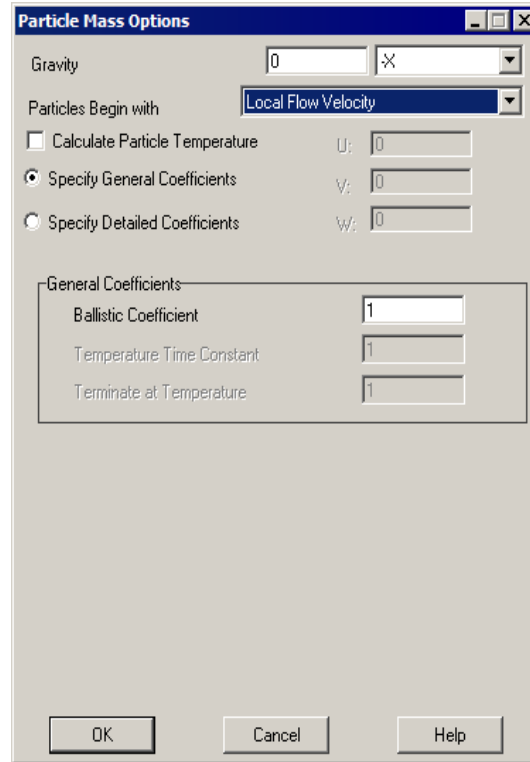 Particle Mass Options
Gravity 0 -X
Particles Begin with Local Flow Velocity
Calculate Particle Temperature U: 0
Specify General Coefficients V: 0
Specify Detailed Coefficients W: 0
General Coefficients
Ballistic Coefficient 1
Temperature Time Constant 1
Terminate at Temperature 1
OK Cancel Help